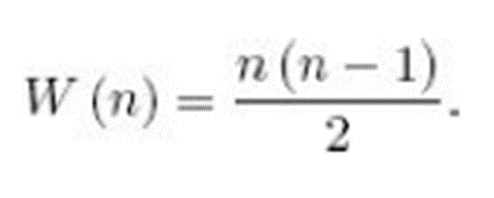 W (n) = n (n − 1) / 2.